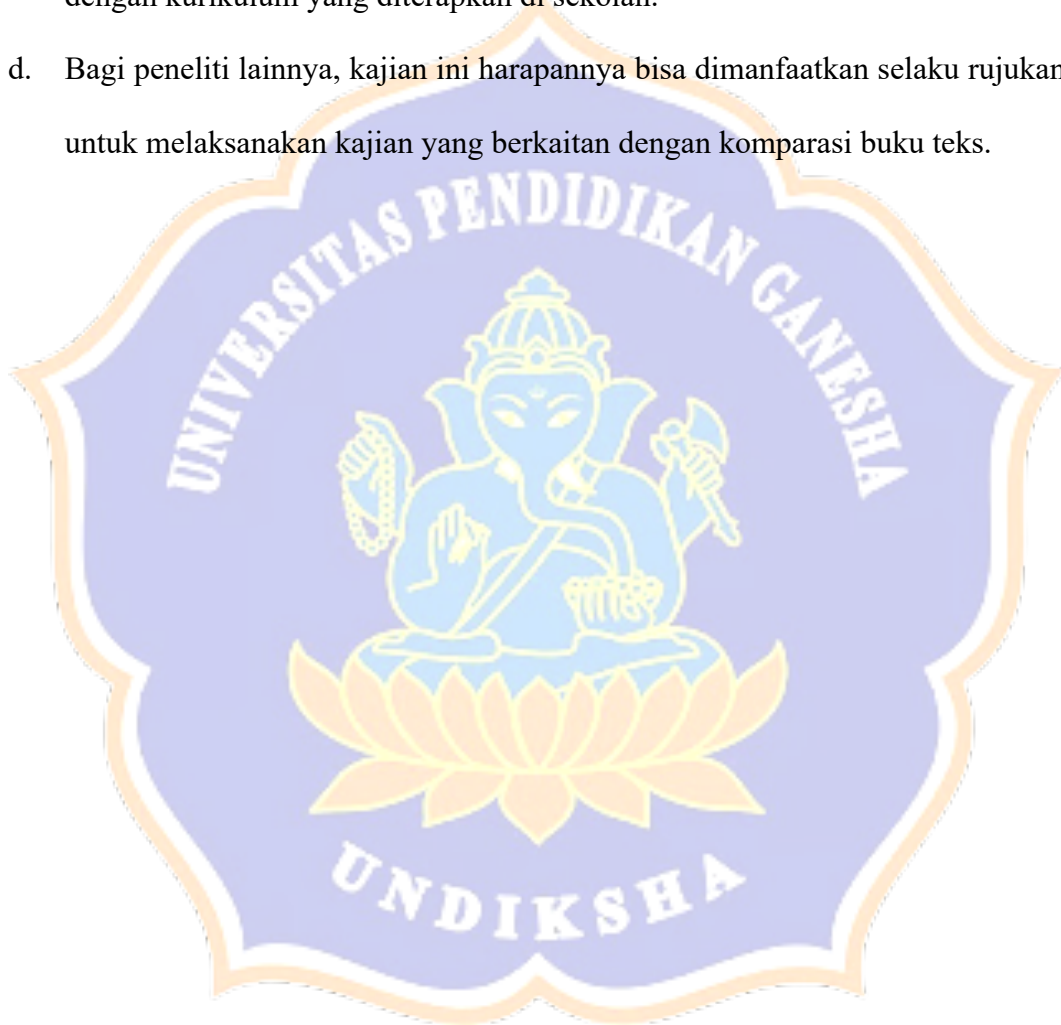 dengan kurikulum yang diterapkan di sekolah.
d. Bagi peneliti lainnya, kajian ini harapannya bisa dimanfaatkan selaku rujukan
untuk melaksanakan kajian yang berkaitan dengan komparasi buku teks.
UNIVERSITAS PENDIDIKAN GANESHA
UNDIKSHA